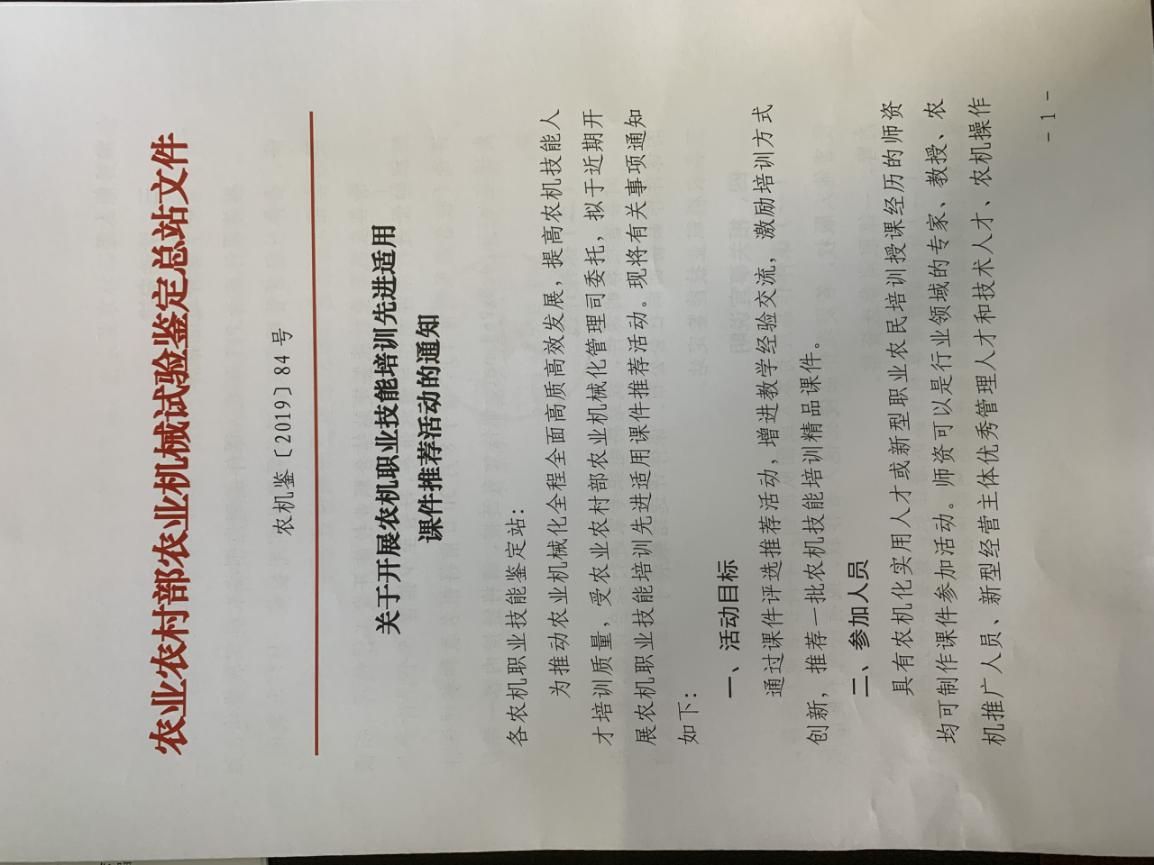 农业农村部农业机械试验鉴定总站文件
农机鉴〔2019〕84 号
关于开展农机职业技能培训先进适用
课件推荐活动的通知
各农机职业技能鉴定站：
为推动农业机械化全程全面高质高效发展，提高农机技能人
才培训质量，受农业农村部农业机械化管理司委托，拟于近期开
展农机职业技能培训先进适用课件推荐活动。现将有关事项通知
如下：
一、活动目标
通过课件评选推荐活动，增进教学经验交流，激励培训方式
创新，推荐一批农机技能培训精品课件。
二、参加人员
具有农机化实用人才或新型职业农民培训授课经历的师资
均可制作课件参加活动。师资可以是行业领域的专家、教授、农
机推广人员、新型经营主体优秀管理人才和技术人才、农机操作
- 1 -